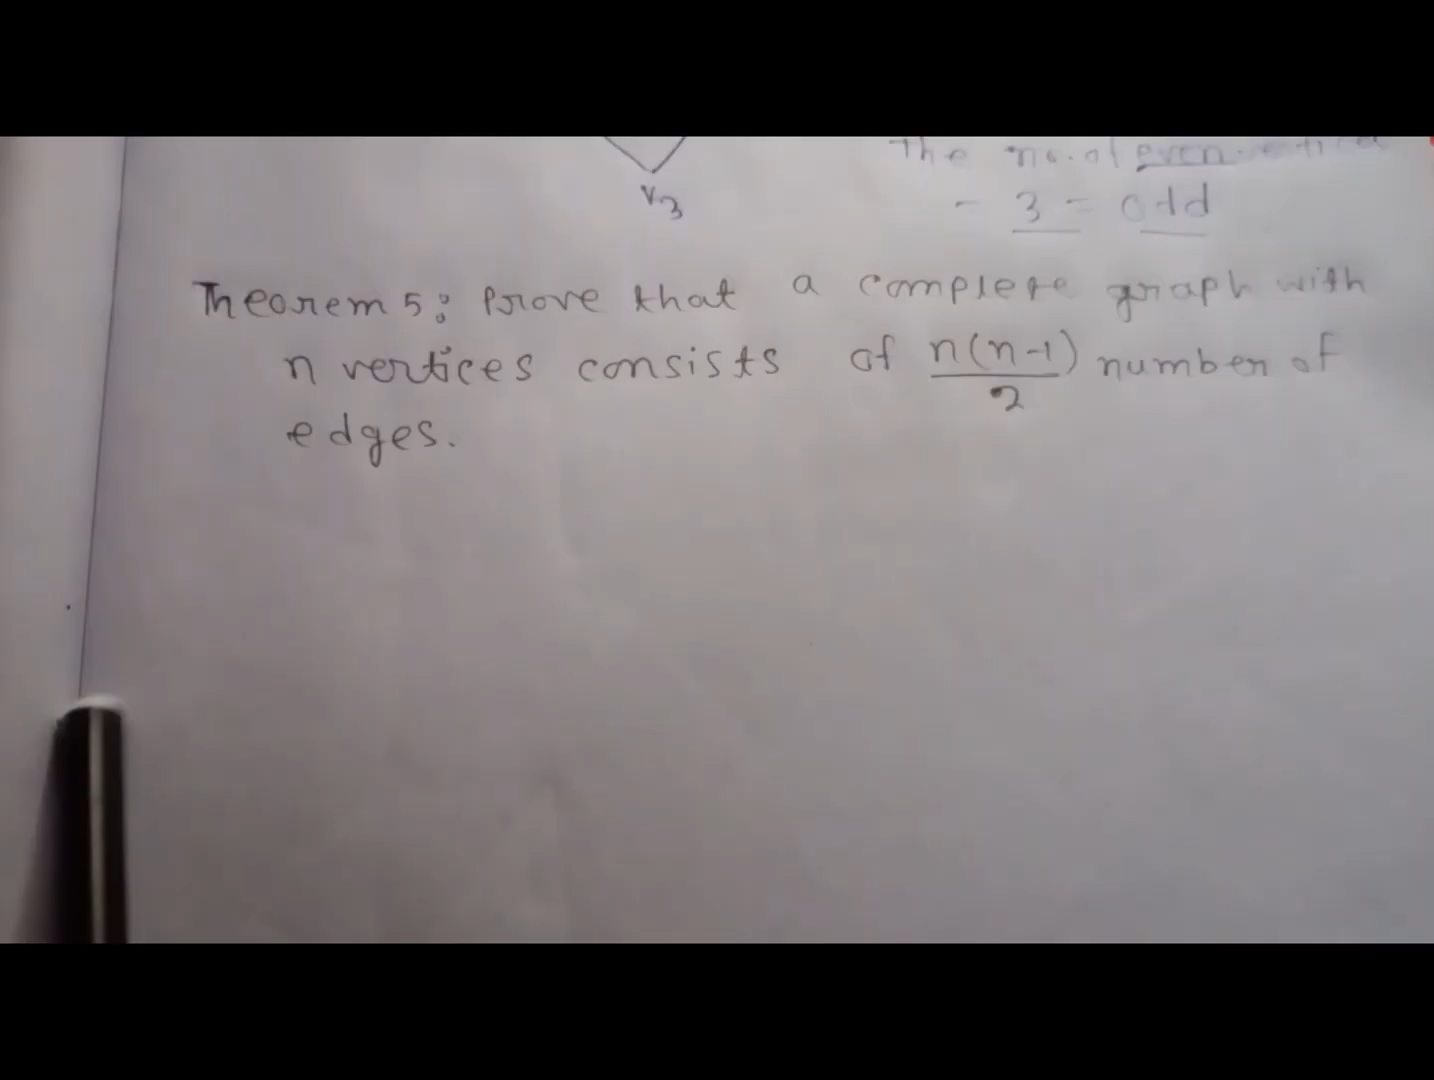 The no. of even
V3
- 3 = odd
Theorem 5: Prove that a complete graph with
n vertices consists of n(n-1)/2 number of
edges.